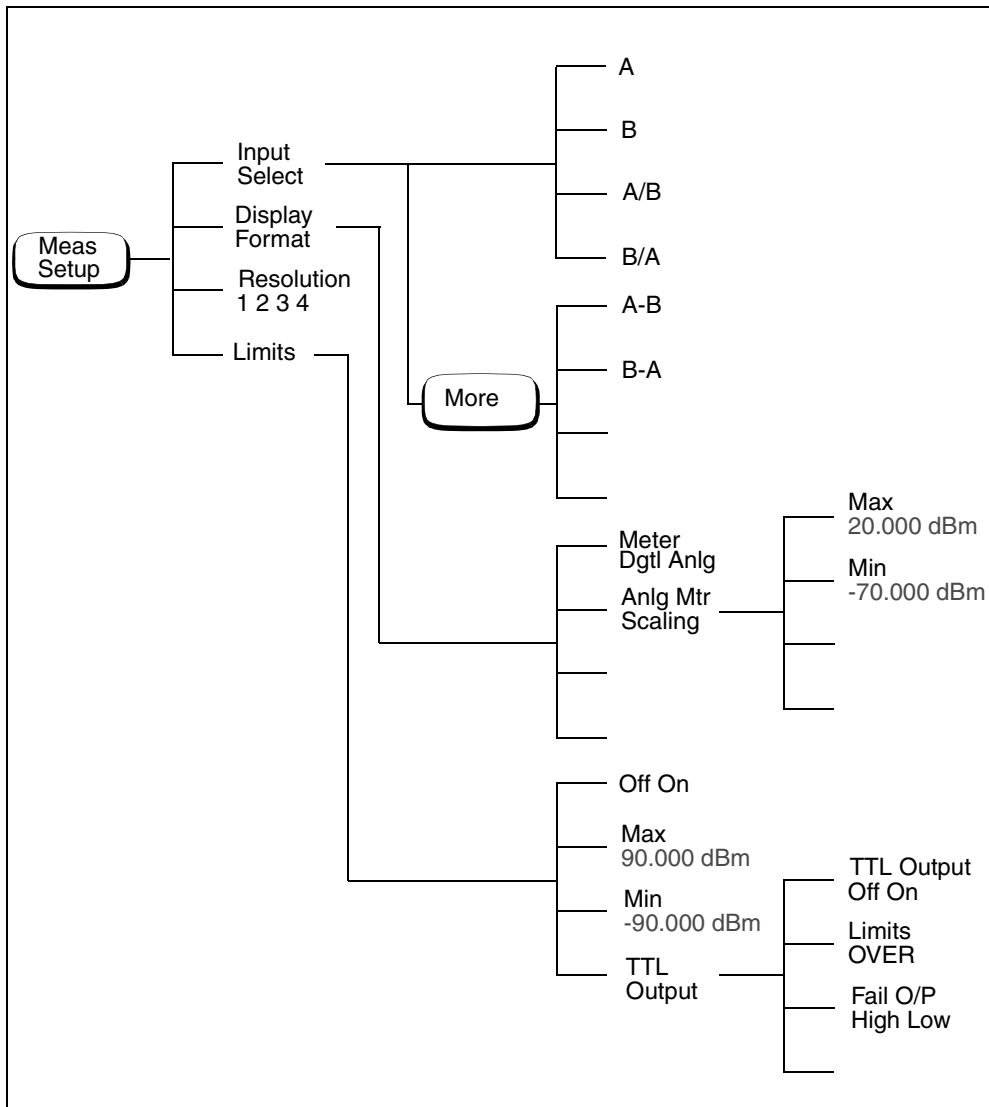 Meas
Setup
Input
Select
Display
Format
Resolution
1 2 3 4
Limits
A
B
A/B
B/A
More
A-B
B-A
Meter
Dgtl Anlg
Anlg Mtr
Scaling
Max
20.000 dBm
Min
-70.000 dBm
Off On
Max
90.000 dBm
Min
-90.000 dBm
TTL
Output
TTL Output
Off On
Limits
OVER
Fail O/P
High Low